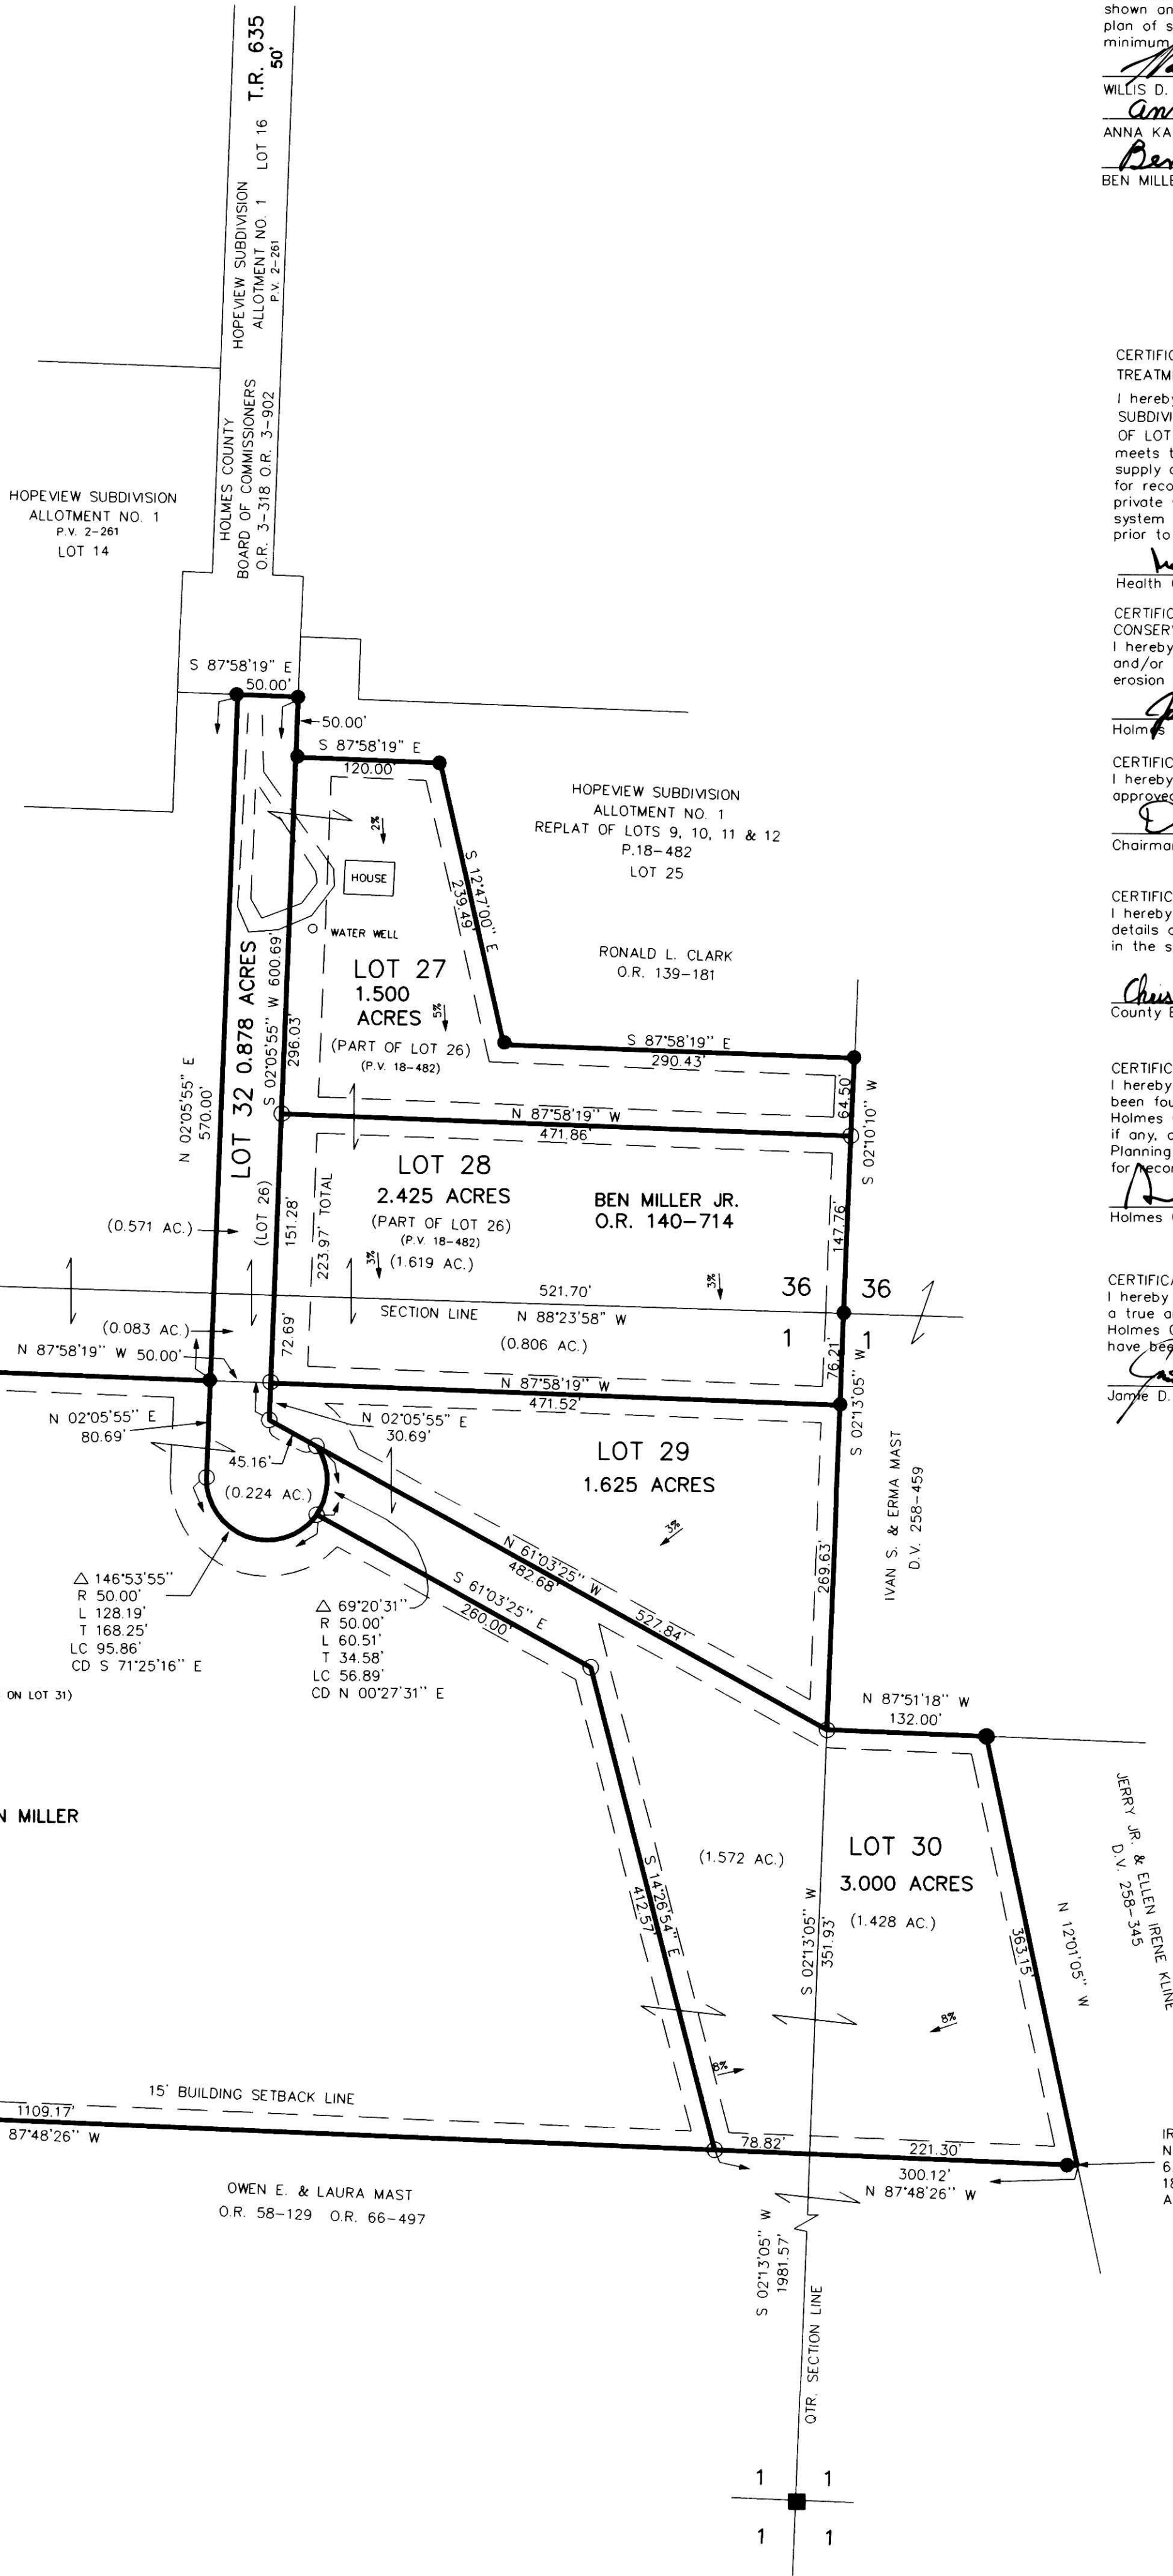 T.R. 635
50'
HOPEVIEW SUBDIVISION
ALLOTMENT NO. 1 LOT 16
P.V. 2-261
HOLMES COUNTY
BOARD OF COMMISSIONERS
O.R. 3-318 O.R. 3-902
HOPEVIEW SUBDIVISION
ALLOTMENT NO. 1
P.V. 2-261
LOT 14
S 87°58'19" E
50.00'
50.00'
S 87°58'19" E
120.00'
HOPEVIEW SUBDIVISION
ALLOTMENT NO. 1
REPLAT OF LOTS 9, 10, 11 & 12
P.18-482
LOT 25
2%
HOUSE
S 12°47'00" E
239.49'
WATER WELL
RONALD L. CLARK
O.R. 139-181
LOT 27
1.500
ACRES
5%
(PART OF LOT 26)
(P.V. 18-482)
S 02°05'55" W 600.69'
296.03'
N 02°05'55" E
570.00'
LOT 32 0.878 ACRES
(LOT 26)
S 87°58'19" E
290.43'
64.50'
S 02°10'10" W
N 87°58'19" W
471.86'
LOT 28
2.425 ACRES
(PART OF LOT 26)
(P.V. 18-482)
(1.619 AC.)
BEN MILLER JR.
O.R. 140-714
151.28'
223.97' TOTAL
147.76'
(0.571 AC.)
3%
3%
521.70'
SECTION LINE N 88°23'58" W
(0.806 AC.)
36 36
1 1
(0.083 AC.)
N 87°58'19" W 50.00'
72.69'
76.21'
S 02°13'05" W
N 87°58'19" W
471.52'
N 02°05'55" E
80.69'
N 02°05'55" E
30.69'
45.16'
(0.224 AC.)
LOT 29
1.625 ACRES
3%
269.63'
IVAN S. & ERMA MAST
D.V. 258-459
N 61°03'25" W
482.68'
527.84'
S 61°03'25" E
260.00'
△ 146°53'55"
R 50.00'
L 128.19'
T 168.25'
LC 95.86'
CD S 71°25'16" E
△ 69°20'31"
R 50.00'
L 60.51'
T 34.58'
LC 56.89'
CD N 00°27'31" E
ON LOT 31)
N MILLER
N 87°51'18" W
132.00'
LOT 30
3.000 ACRES
(1.572 AC.)
(1.428 AC.)
S 14°26'54" E
412.57'
S 02°13'05" W
351.93'
363.15'
N 12°01'05" W
JERRY JR. & ELLEN IRENE KLINE
D.V. 258-345
8%
8%
15' BUILDING SETBACK LINE
1109.17'
87°48'26" W
78.82'
221.30'
300.12'
N 87°48'26" W
OWEN E. & LAURA MAST
O.R. 58-129 O.R. 66-497
S 02°13'05" W
1981.57'
QTR. SECTION LINE
1 1
1 1
shown an
plan of s
minimum
WILLIS D.
ANNA KA
Ben
BEN MILLE
CERTIFIC
TREATM
I hereby
SUBDIVI
OF LOT
meets t
supply o
for reco
private
system
prior to
Health
CERTIFIC
CONSER
I hereby
and/or
erosion
Holmes
CERTIFIC
I hereby
approved
Chairma
CERTIFIC
I hereby
details o
in the s
Chris
County E
CERTIFIC
I hereby
been fou
Holmes
if any, o
Planning
for recor
Holmes
CERTIFICA
I hereby
a true a
Holmes C
have bee
Jamie D.
IR
N
6
18
A